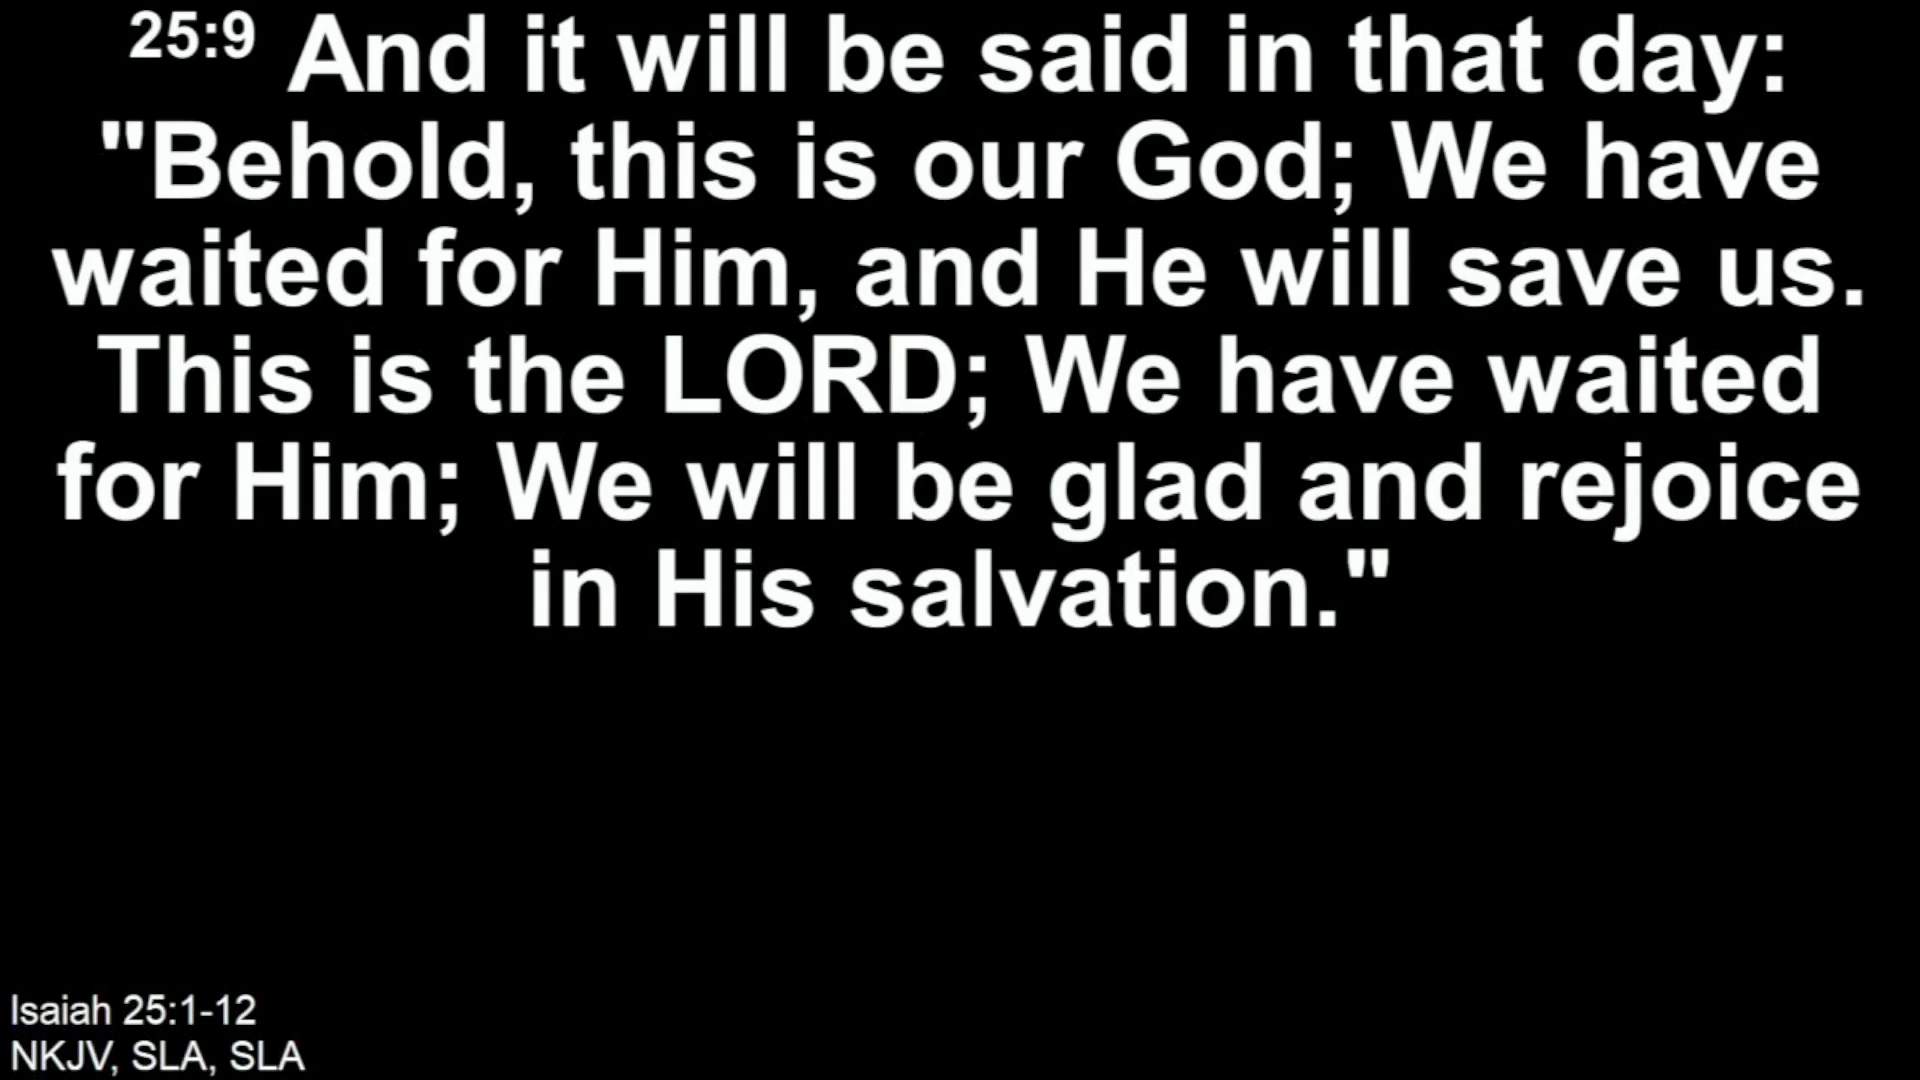 25:9 And it will be said in that day:
"Behold, this is our God; We have
waited for Him, and He will save us.
This is the LORD; We have waited
for Him; We will be glad and rejoice
in His salvation."
Isaiah 25:1-12
NKJV, SLA, SLA